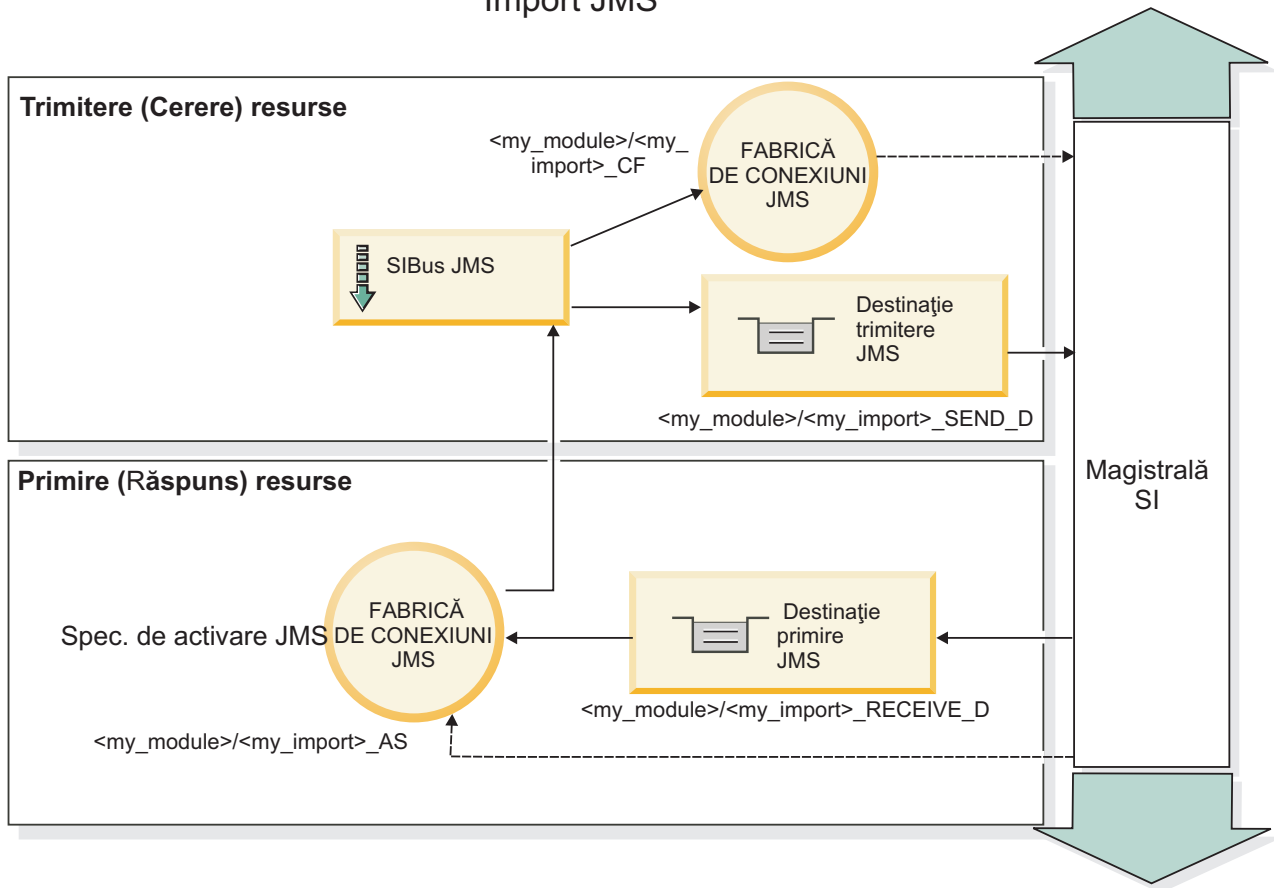 Import JMS
Trimitere (Cerere) resurse
<my_module>/<my_
import>_CF
FABRICĂ
DE CONEXIUNI
JMS
SIBus JMS
Destinaţie
trimitere
JMS
<my_module>/<my_import>_SEND_D
Magistrală
SI
Primire (Răspuns) resurse
Spec. de activare JMS
FABRICĂ
DE CONEXIUNI
JMS
Destinaţie
primire
JMS
<my_module>/<my_import>_RECEIVE_D
<my_module>/<my_import>_AS